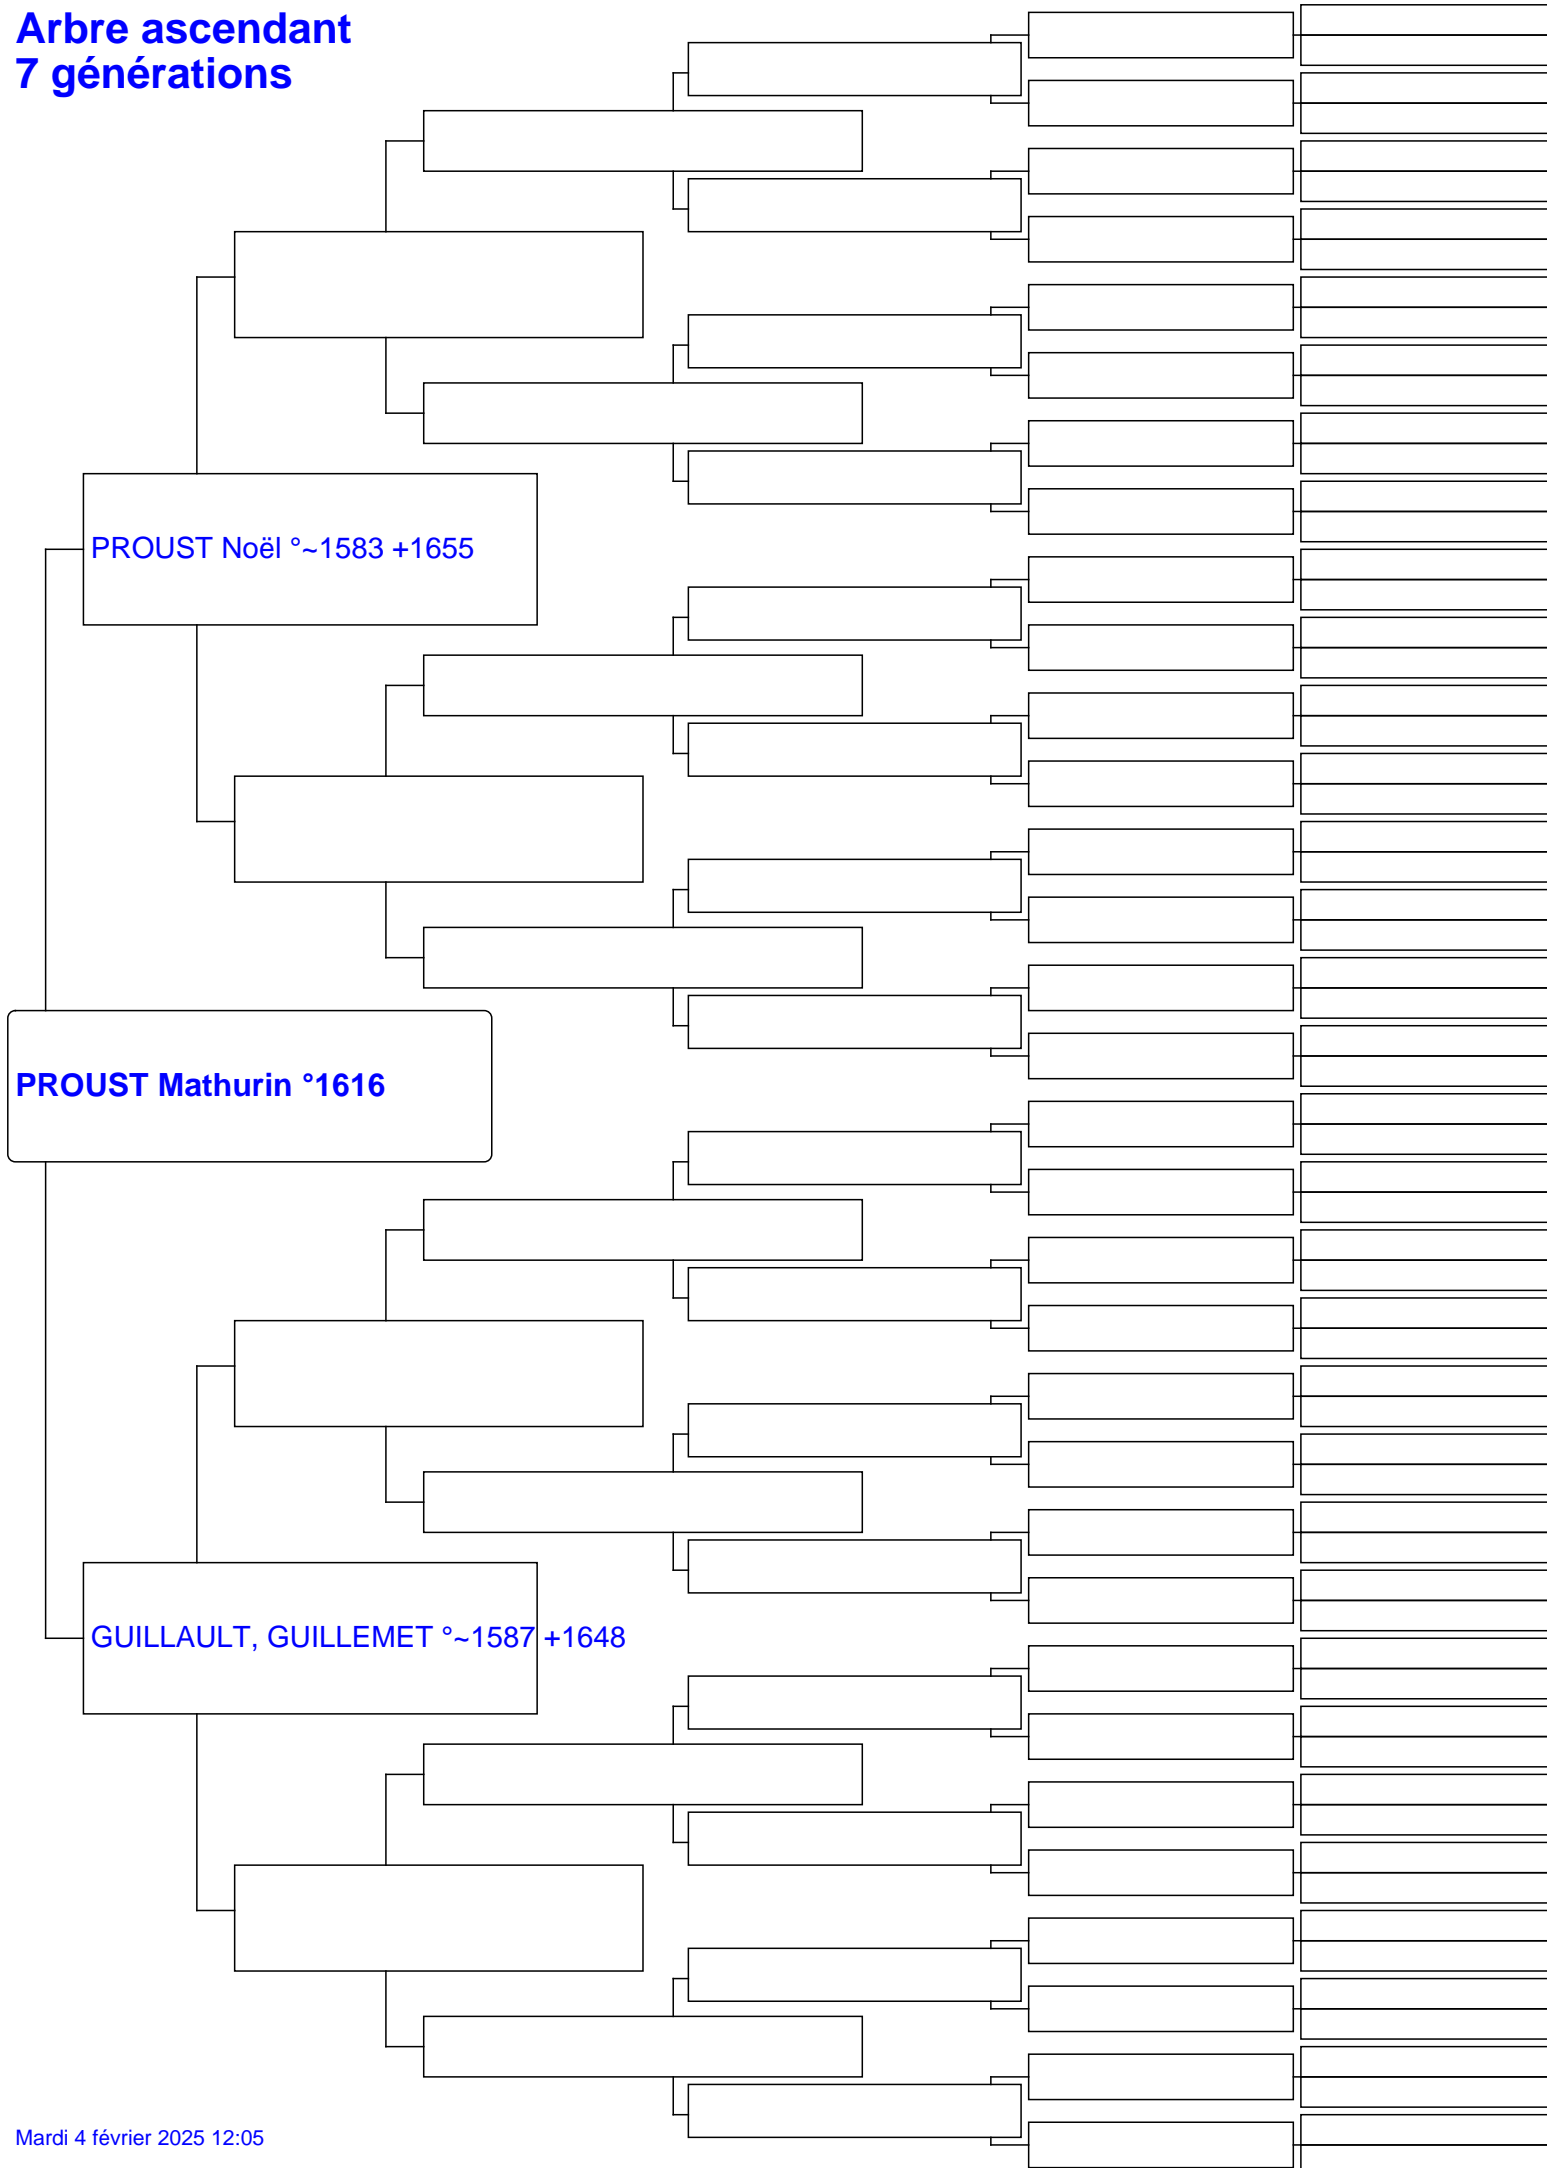 Arbre ascendant
7 générations
PROUST Noël °~1583 +1655
PROUST Mathurin °1616
GUILLAULT, GUILLEMET °~1587 +1648
Mardi 4 février 2025 12:05